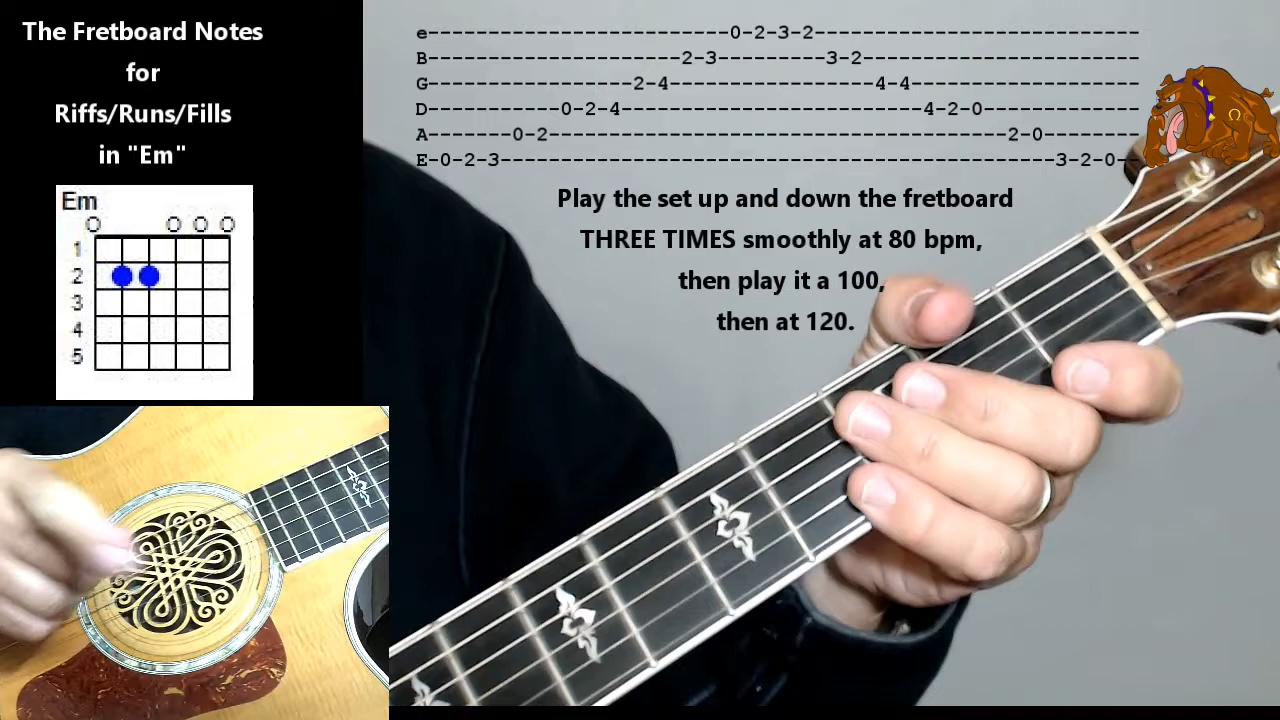 The Fretboard Notes
for
Riffs/Runs/Fills
in "Em"
Em
O O O O
1
2
3
4
5
e-------------------------0-2-3-2---------------------------
B---------------------2-3---------3-2-----------------------
G-----------------2-4-----------------4-4-------------------
D-----------0-2-4-------------------------4-2-0-------------
A-------0-2--------------------------------------2-0--------
E-0-2-3----------------------------------------------3-2-0--
Play the set up and down the fretboard
THREE TIMES smoothly at 80 bpm,
then play it a 100,
then at 120.